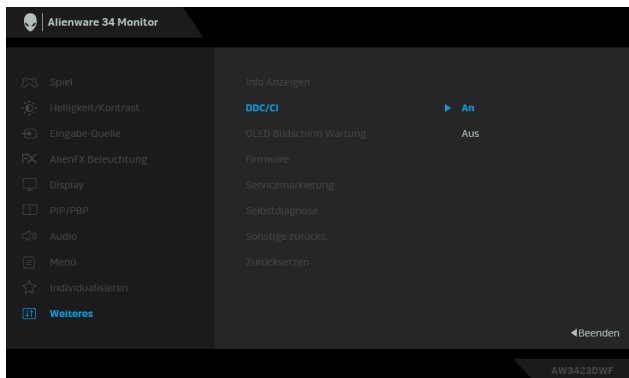 Alienware 34 Monitor
Spiel
Helligkeit/Kontrast
Eingabe-Quelle
AlienFX Beleuchtung
Display
PIP/PBP
Audio
Menü
Individualisieren
Weiteres
Info Anzeigen
DDC/CI
OLED Bildschirm Wartung
Firmware
Servicemarkierung
Selbstdiagnose
Sonstige zurücks.
Zurücksetzen
An
Aus
Beenden
AW3423DWF